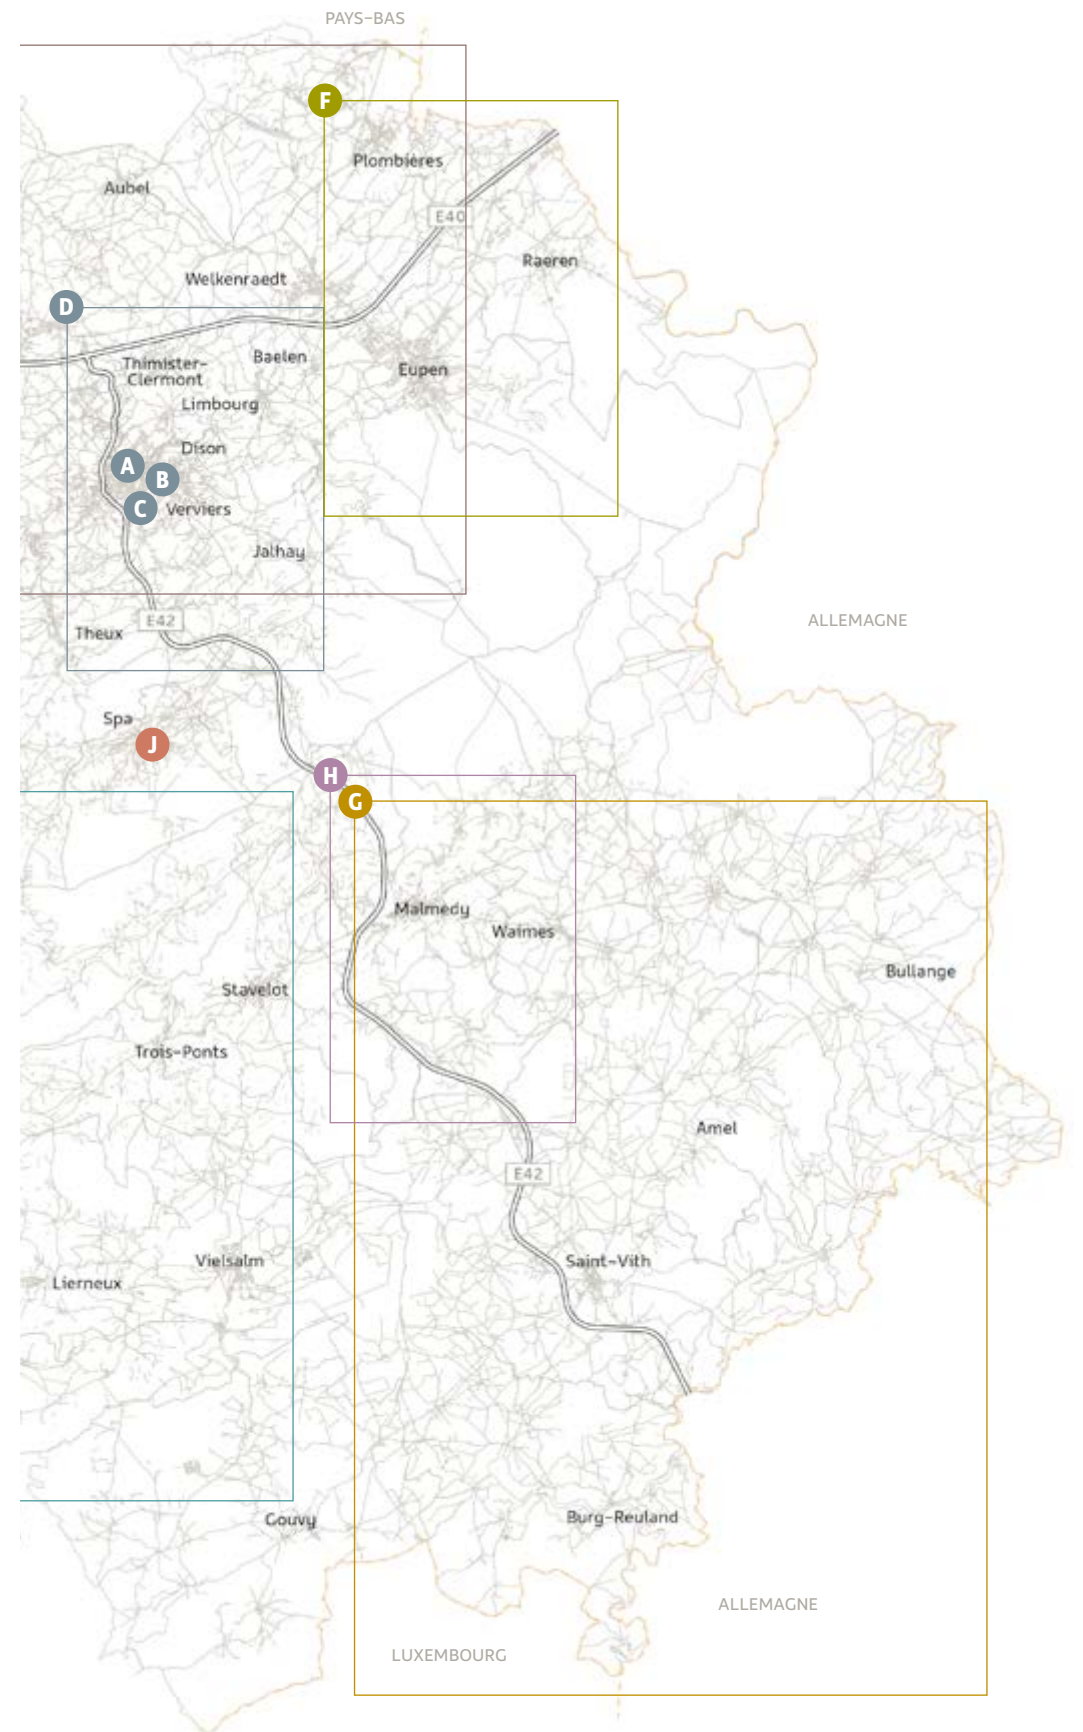 PAYS-BAS
F
Plombières
Aubel
E40
Raeren
Welkenraedt
D
Baelen
Thimister-
Clermont
Eupen
Limbourg
Dison
A
B
C
Verviers
Jalhay
E42
Theux
ALLEMAGNE
Spa
J
H
G
Malmedy
Waimes
Bullange
Stavelot
Trois-Ponts
Amel
E42
Vielsalm
Saint-Vith
Lierneux
Gouvy
Burg-Reuland
ALLEMAGNE
LUXEMBOURG